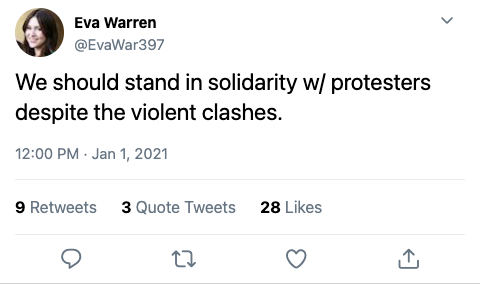 Eva Warren
@EvaWar397
We should stand in solidarity w/ protesters
despite the violent clashes.
12:00 PM · Jan 1, 2021
9 Retweets 3 Quote Tweets 28 Likes